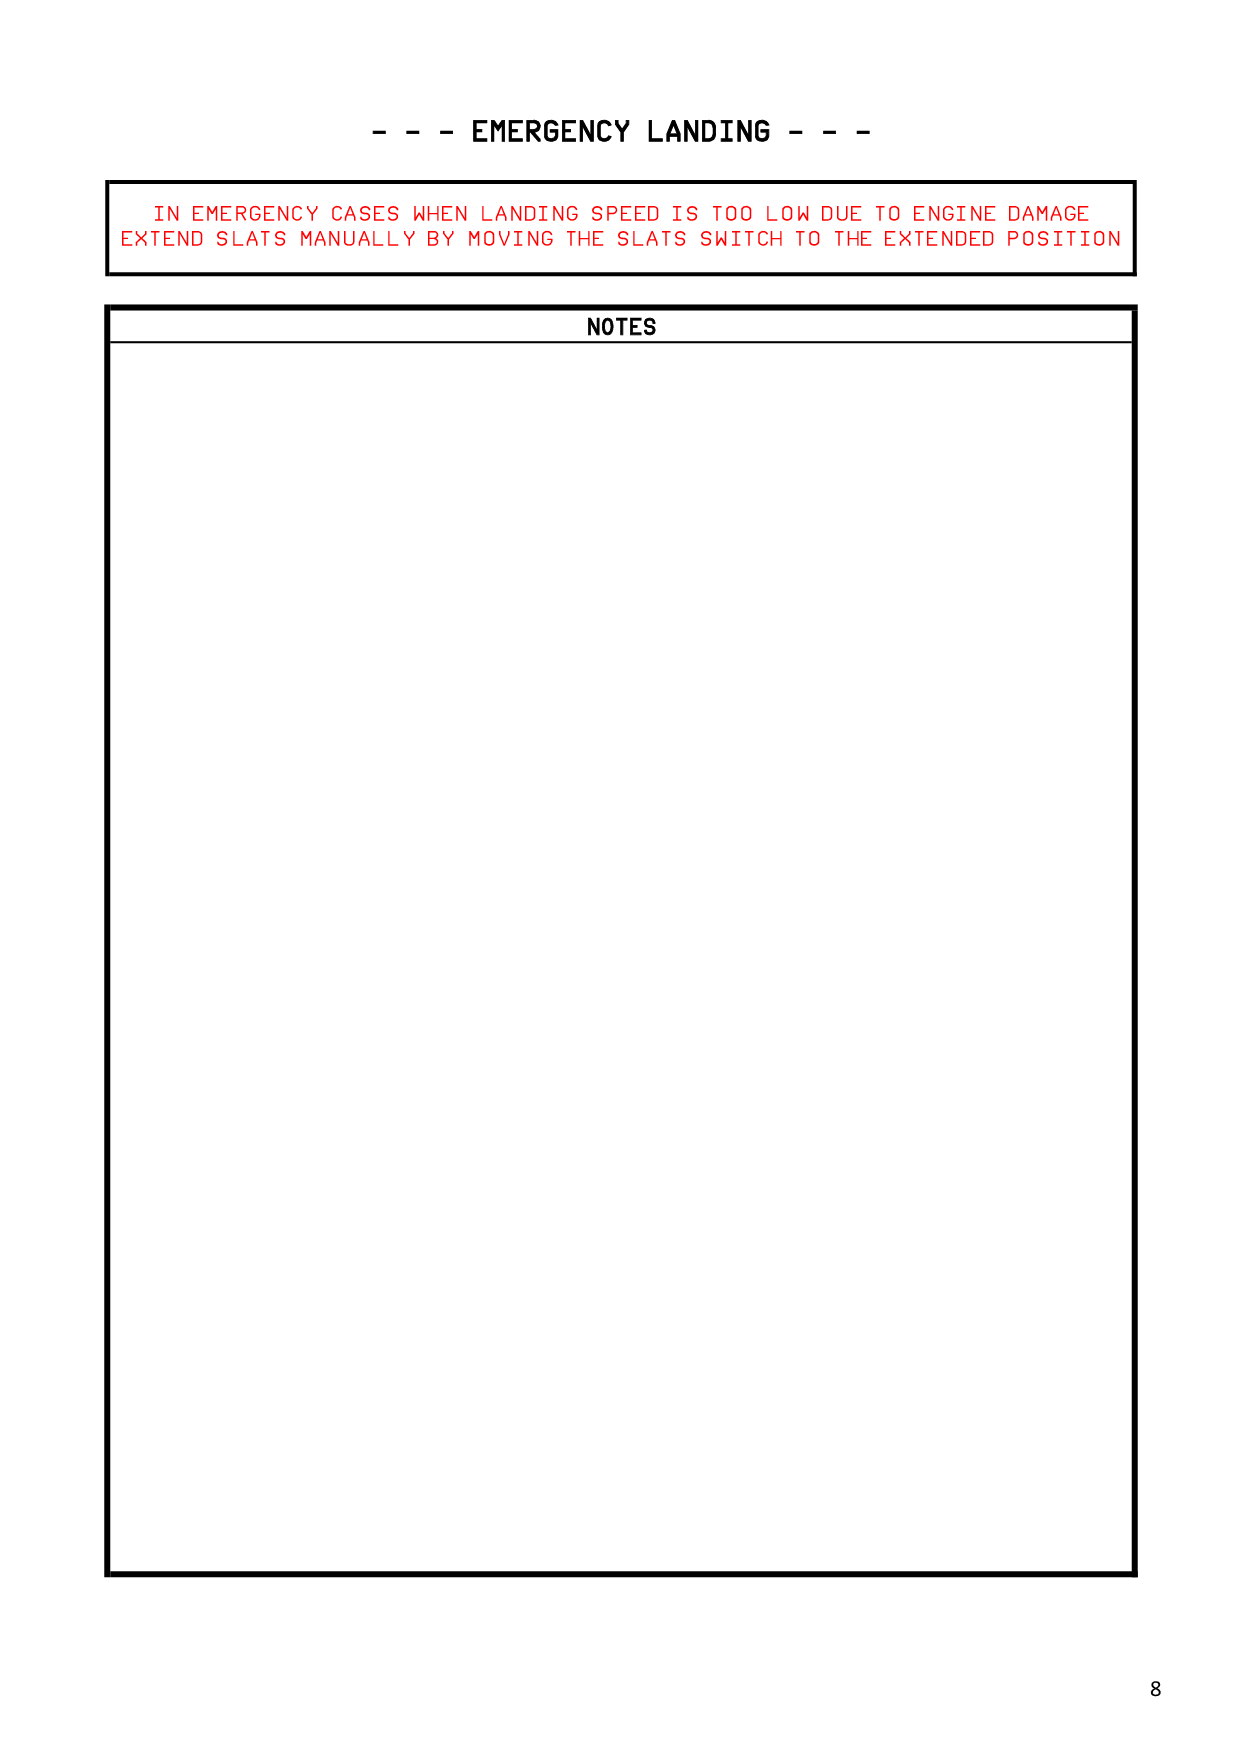 - - - EMERGENCY LANDING - - -
IN EMERGENCY CASES WHEN LANDING SPEED IS TOO LOW DUE TO ENGINE DAMAGE
EXTEND SLATS MANUALLY BY MOVING THE SLATS SWITCH TO THE EXTENDED POSITION
NOTES
8